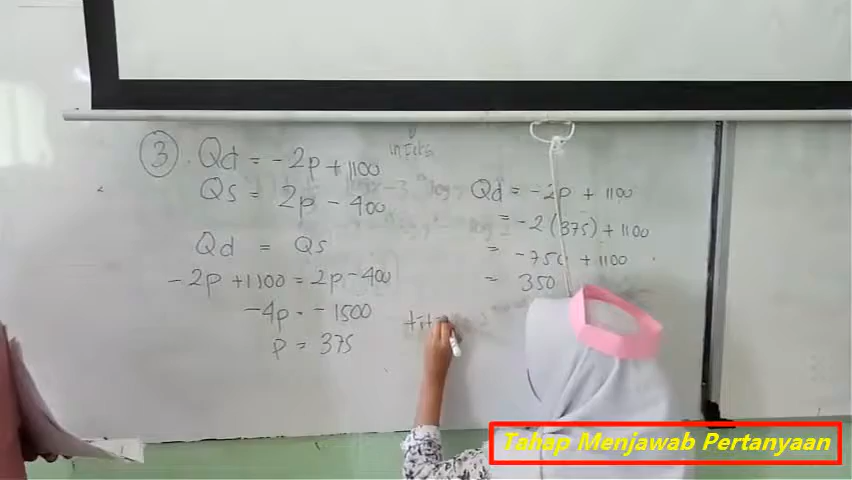 ③. Qd = -2p + 1100
Qs = 2p - 400
Qd = Qs
-2p + 1100 = 2p - 400
-4p = -1500
p = 375
Qd = -2p + 1100
= -2(375) + 1100
= -750 + 1100
= 350
titi
Tahap Menjawab Pertanyaan